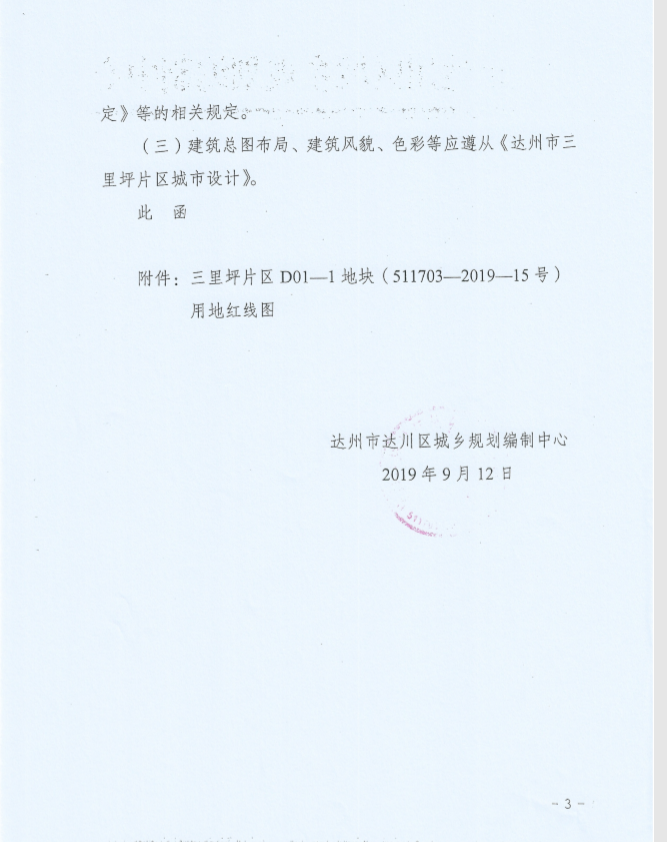 定》等的相关规定。
（三）建筑总图布局、建筑风貌、色彩等应遵从《达州市三
里坪片区城市设计》。
此 函
附件：三里坪片区 D01—1 地块（511703—2019—15 号）
用地红线图
达州市达川区城乡规划编制中心
2019 年 9 月 12 日
- 3 -